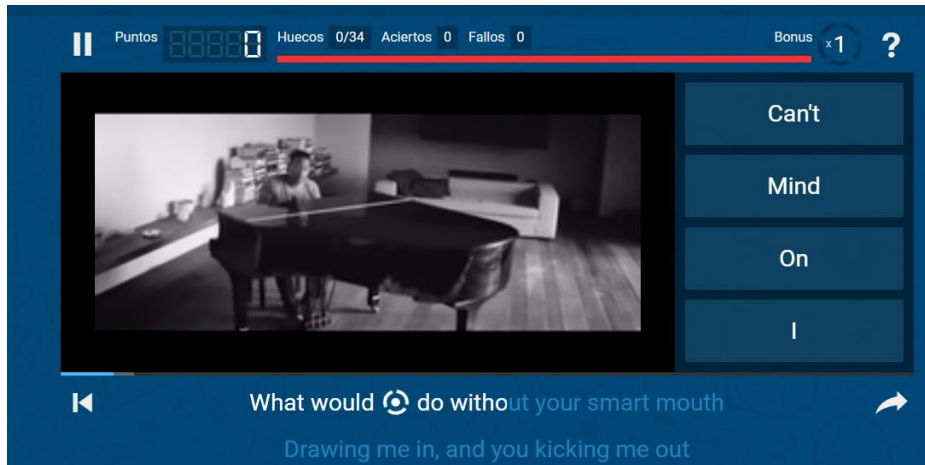 Puntos 0 Huecos 0/34 Aciertos 0 Fallos 0 Bonus x1 ?
Can't
Mind
On
I
What would do without your smart mouth
Drawing me in, and you kicking me out